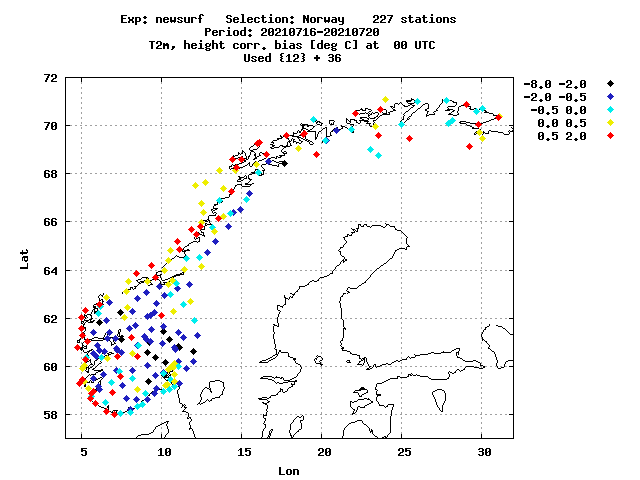 Exp: newsurf   Selection: Norway    227 stations
Period: 20210716-20210720
T2m, height corr. bias [deg C] at  00 UTC
Used {12} + 36
-8.0 -2.0
-2.0 -0.5
-0.5 0.0
0.0 0.5
0.5 2.0
72
70
68
66
64
62
60
58
Lat
5 10 15 20 25 30
Lon